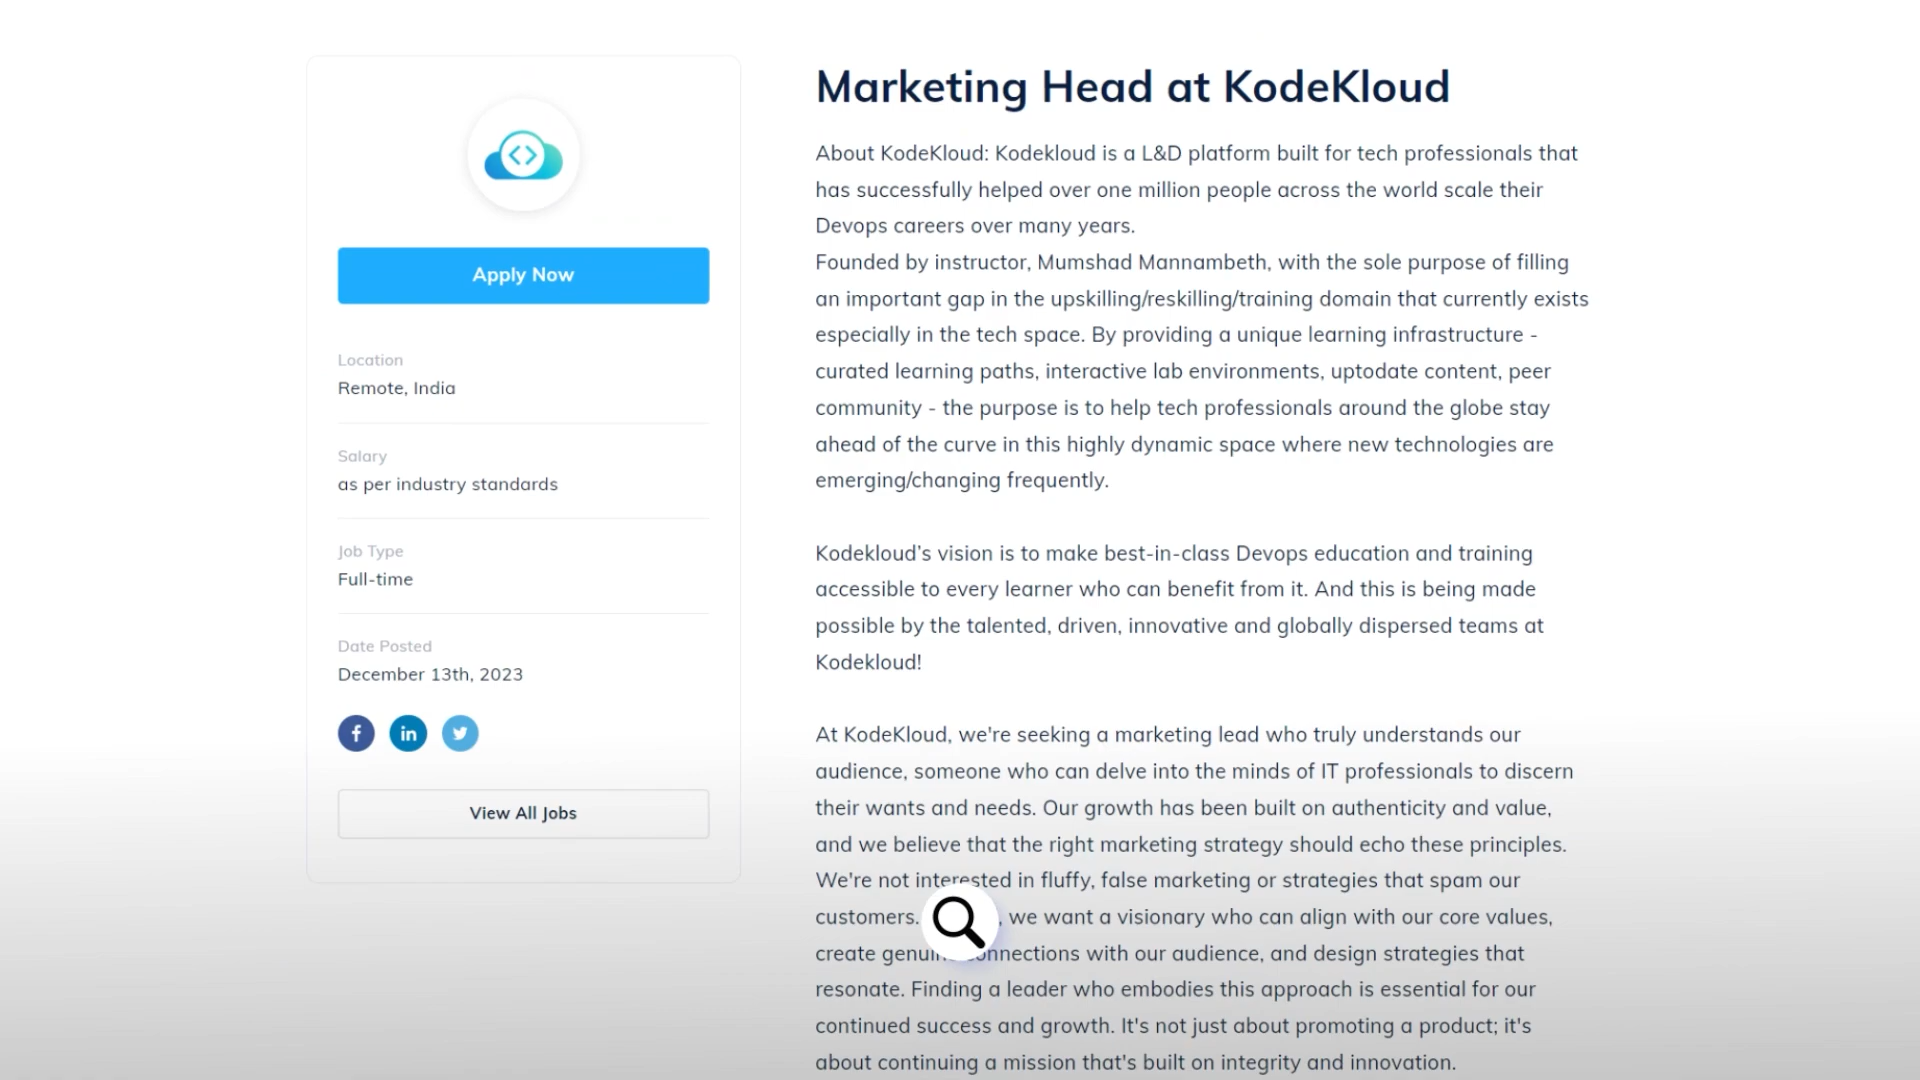 Apply Now
Location
Remote, India
Salary
as per industry standards
Job Type
Full-time
Date Posted
December 13th, 2023
View All Jobs
Marketing Head at KodeKloud
About KodeKloud: Kodekloud is a L&D platform built for tech professionals that
has successfully helped over one million people across the world scale their
Devops careers over many years.
Founded by instructor, Mumshad Mannambeth, with the sole purpose of filling
an important gap in the upskilling/reskilling/training domain that currently exists
especially in the tech space. By providing a unique learning infrastructure -
curated learning paths, interactive lab environments, uptodate content, peer
community - the purpose is to help tech professionals around the globe stay
ahead of the curve in this highly dynamic space where new technologies are
emerging/changing frequently.
Kodekloud’s vision is to make best-in-class Devops education and training
accessible to every learner who can benefit from it. And this is being made
possible by the talented, driven, innovative and globally dispersed teams at
Kodekloud!
At KodeKloud, we're seeking a marketing lead who truly understands our
audience, someone who can delve into the minds of IT professionals to discern
their wants and needs. Our growth has been built on authenticity and value,
and we believe that the right marketing strategy should echo these principles.
We're not interested in fluffy, false marketing or strategies that spam our
customers. , we want a visionary who can align with our core values,
create genuine connections with our audience, and design strategies that
resonate. Finding a leader who embodies this approach is essential for our
continued success and growth. It's not just about promoting a product; it's
about continuing a mission that's built on integrity and innovation.